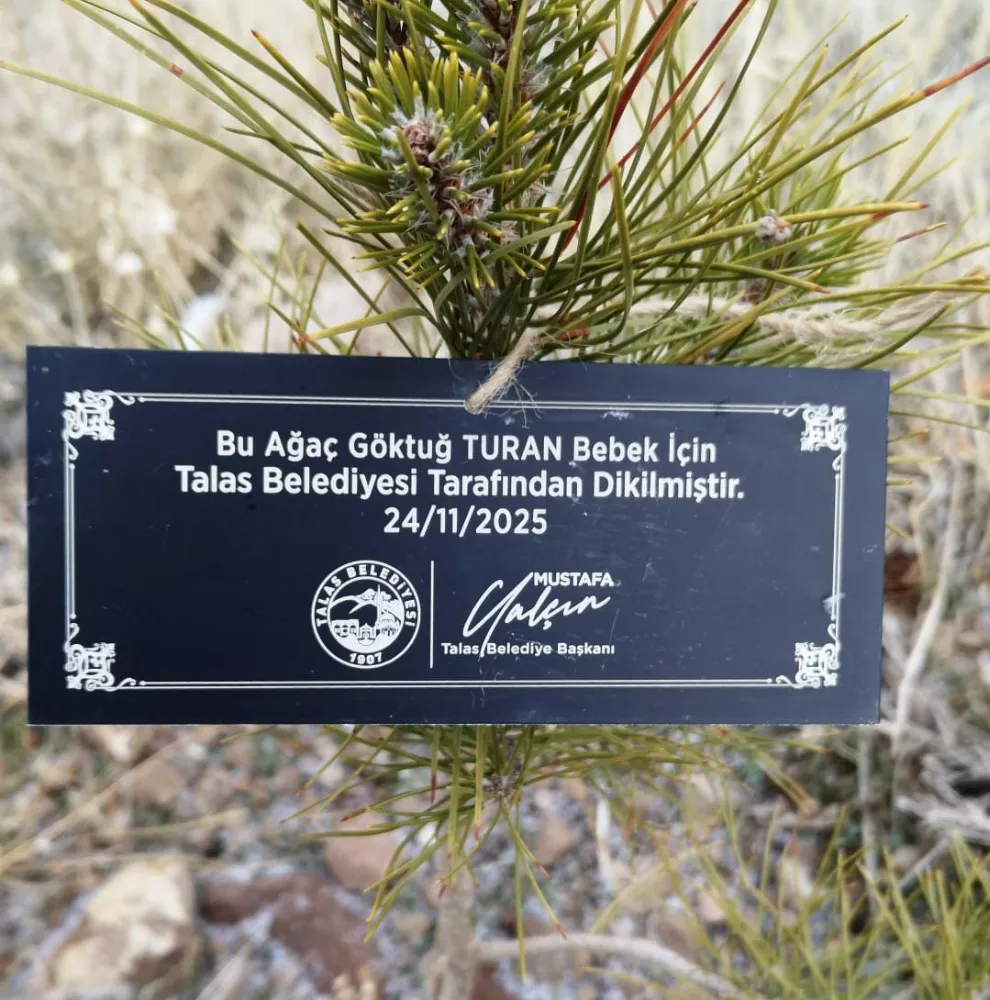 Bu Ağaç Göktuğ TURAN Bebek İçin
Talas Belediyesi Tarafından Dikilmiştir.
24/11/2025
TALAS BELEDİYESİ
1907
MUSTAFA
Yalçın
Talas Belediye Başkanı